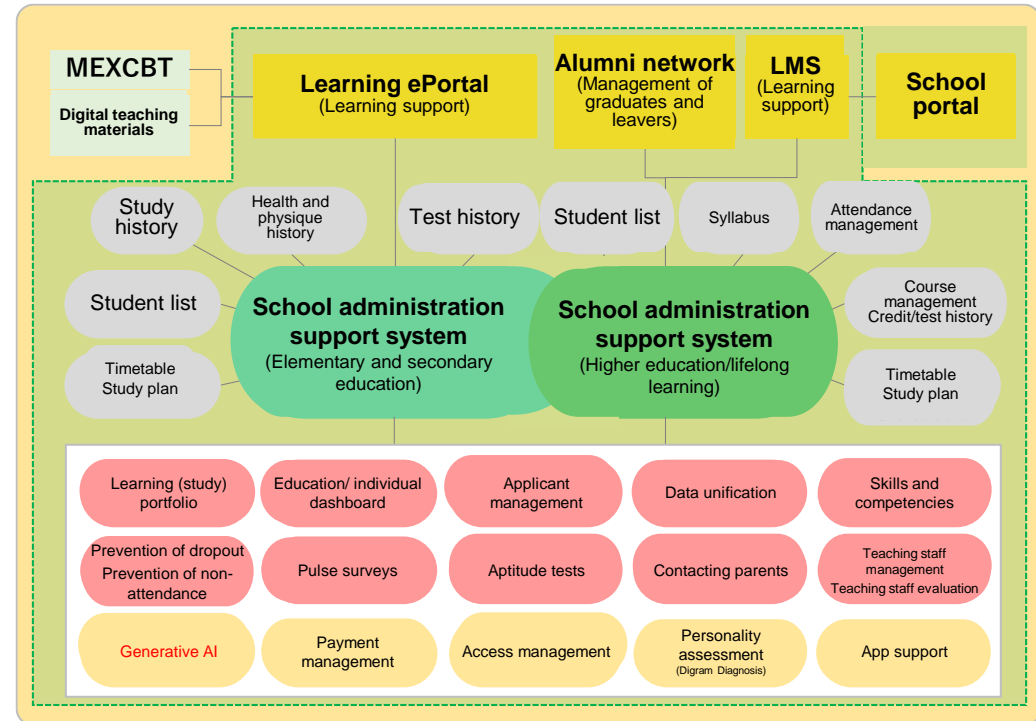 MEXCBT
Digital teaching
materials
Learning ePortal
(Learning support)
Alumni network
(Management of
graduates and
leavers)
LMS
(Learning
support)
School
portal
Study
history
Health and
physique
history
Test history
Student list
Syllabus
Attendance
management
Student list
School administration
support system
(Elementary and secondary
education)
School administration
support system
(Higher education/lifelong
learning)
Course
management
Credit/test history
Timetable
Study plan
Timetable
Study plan
Learning (study)
portfolio
Education/ individual
dashboard
Applicant
management
Data unification
Skills and
competencies
Prevention of dropout
Prevention of non-
attendance
Pulse surveys
Aptitude tests
Contacting parents
Teaching staff
management
Teaching staff evaluation
Generative AI
Payment
management
Access management
Personality
assessment
(Digram Diagnosis)
App support